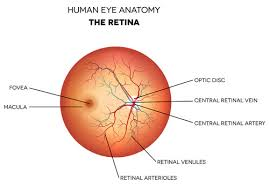 HUMAN EYE ANATOMY
THE RETINA
OPTIC DISC
FOVEA
CENTRAL RETINAL VEIN
MACULA
CENTRAL RETINAL ARTERY
RETINAL VENULES
RETINAL ARTERIOLES